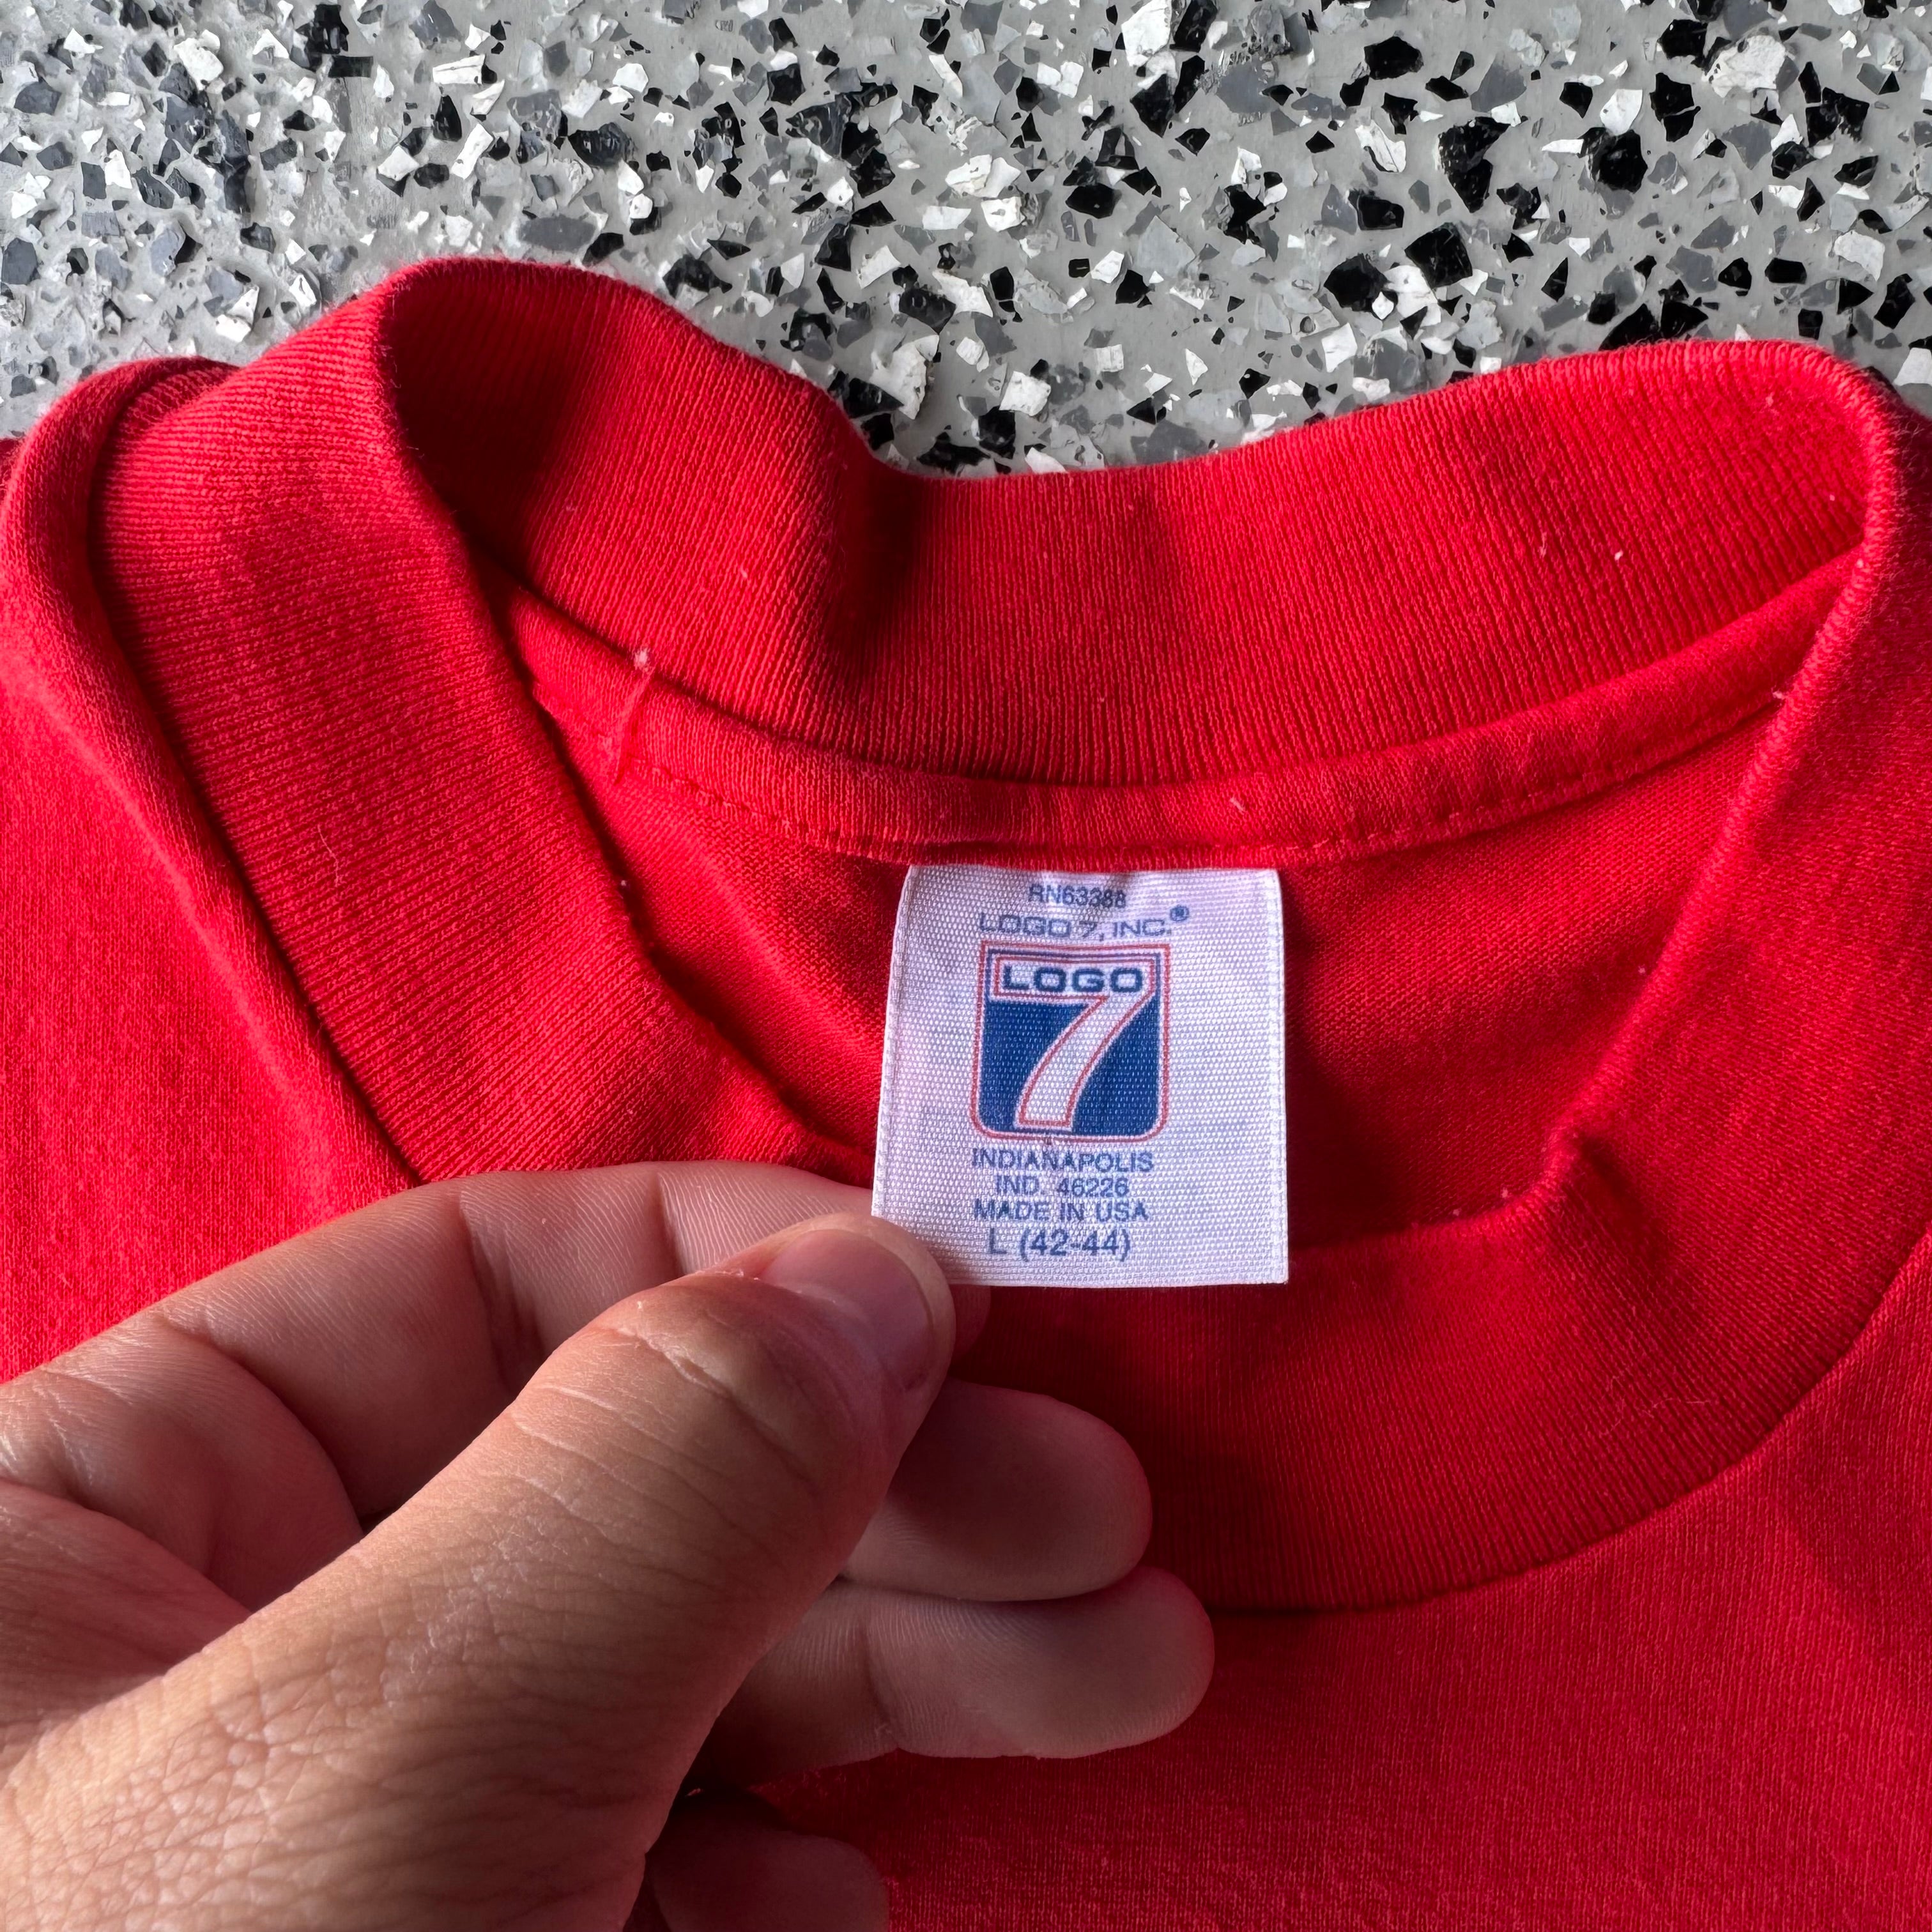 RN63388
LOGO 7, INC.®
LOGO
7
INDIANAPOLIS
IND. 46226
MADE IN USA
L (42-44)